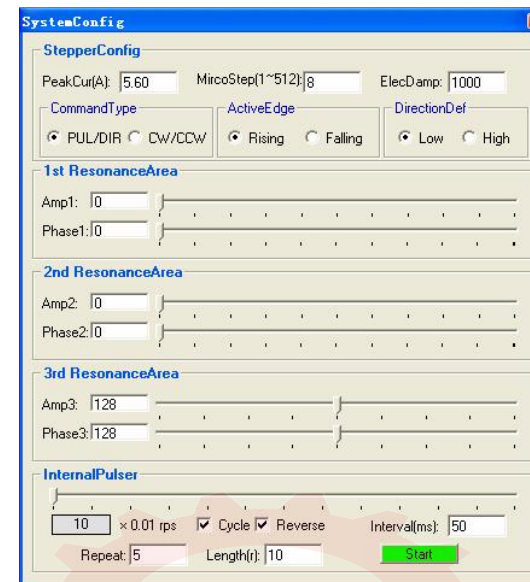 SystemConfig
StepperConfig
PeakCur(A): 5.60 MircoStep(1~512): 8 ElecDamp: 1000
CommandType ActiveEdge DirectionDef
PUL/DIR CW/CCW Rising Falling Low High
1st ResonanceArea
Amp1: 0
Phase1: 0
2nd ResonanceArea
Amp2: 0
Phase2: 0
3rd ResonanceArea
Amp3: 128
Phase3: 128
InternalPulser
10 × 0.01 rps Cycle Reverse Interval(ms): 50
Repeat: 5 Length(r): 10 Start